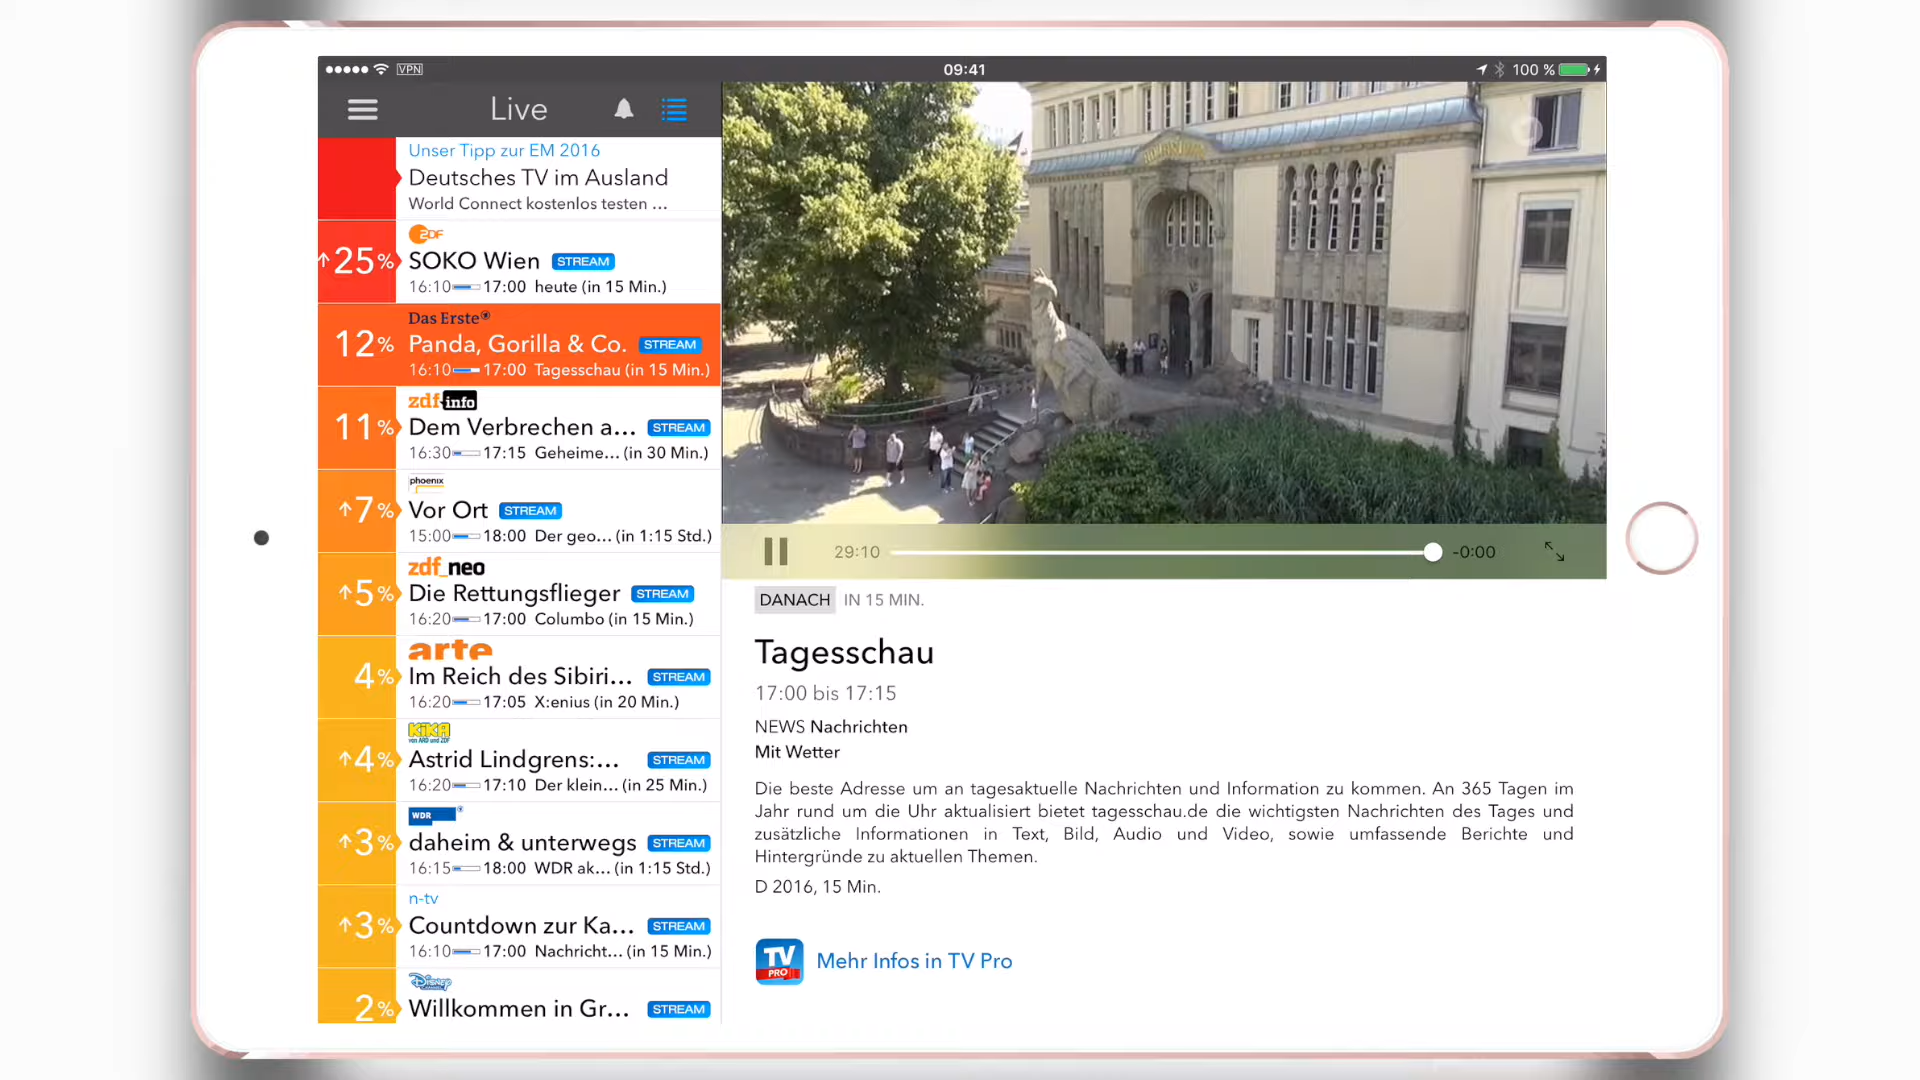 VPN
09:41
100 %
Live
Unser Tipp zur EM 2016
Deutsches TV im Ausland
World Connect kostenlos testen ...
↑25%
ZDF
SOKO Wien STREAM
16:10 17:00 heute (in 15 Min.)
12%
Das Erste
Panda, Gorilla & Co. STREAM
16:10 17:00 Tagesschau (in 15 Min.)
11%
zdf info
Dem Verbrechen a... STREAM
16:30 17:15 Geheime... (in 30 Min.)
↑7%
phoenix
Vor Ort STREAM
15:00 18:00 Der geo... (in 1:15 Std.)
↑5%
zdf_neo
Die Rettungsflieger STREAM
16:20 17:00 Columbo (in 15 Min.)
4%
arte
Im Reich des Sibiri... STREAM
16:20 17:05 X:enius (in 20 Min.)
↑4%
KiKA
von ARD und ZDF
Astrid Lindgrens:... STREAM
16:20 17:10 Der klein... (in 25 Min.)
↑3%
WDR
daheim & unterwegs STREAM
16:15 18:00 WDR ak... (in 1:15 Std.)
↑3%
n-tv
Countdown zur Ka... STREAM
16:10 17:00 Nachricht... (in 15 Min.)
2%
Disney
Willkommen in Gr... STREAM
29:10
-0:00
DANACH IN 15 MIN.
Tagesschau
17:00 bis 17:15
NEWS Nachrichten
Mit Wetter
Die beste Adresse um an tagesaktuelle Nachrichten und Information zu kommen. An 365 Tagen im
Jahr rund um die Uhr aktualisiert bietet tagesschau.de die wichtigsten Nachrichten des Tages und
zusätzliche Informationen in Text, Bild, Audio und Video, sowie umfassende Berichte und
Hintergründe zu aktuellen Themen.
D 2016, 15 Min.
TV
PRO
Mehr Infos in TV Pro